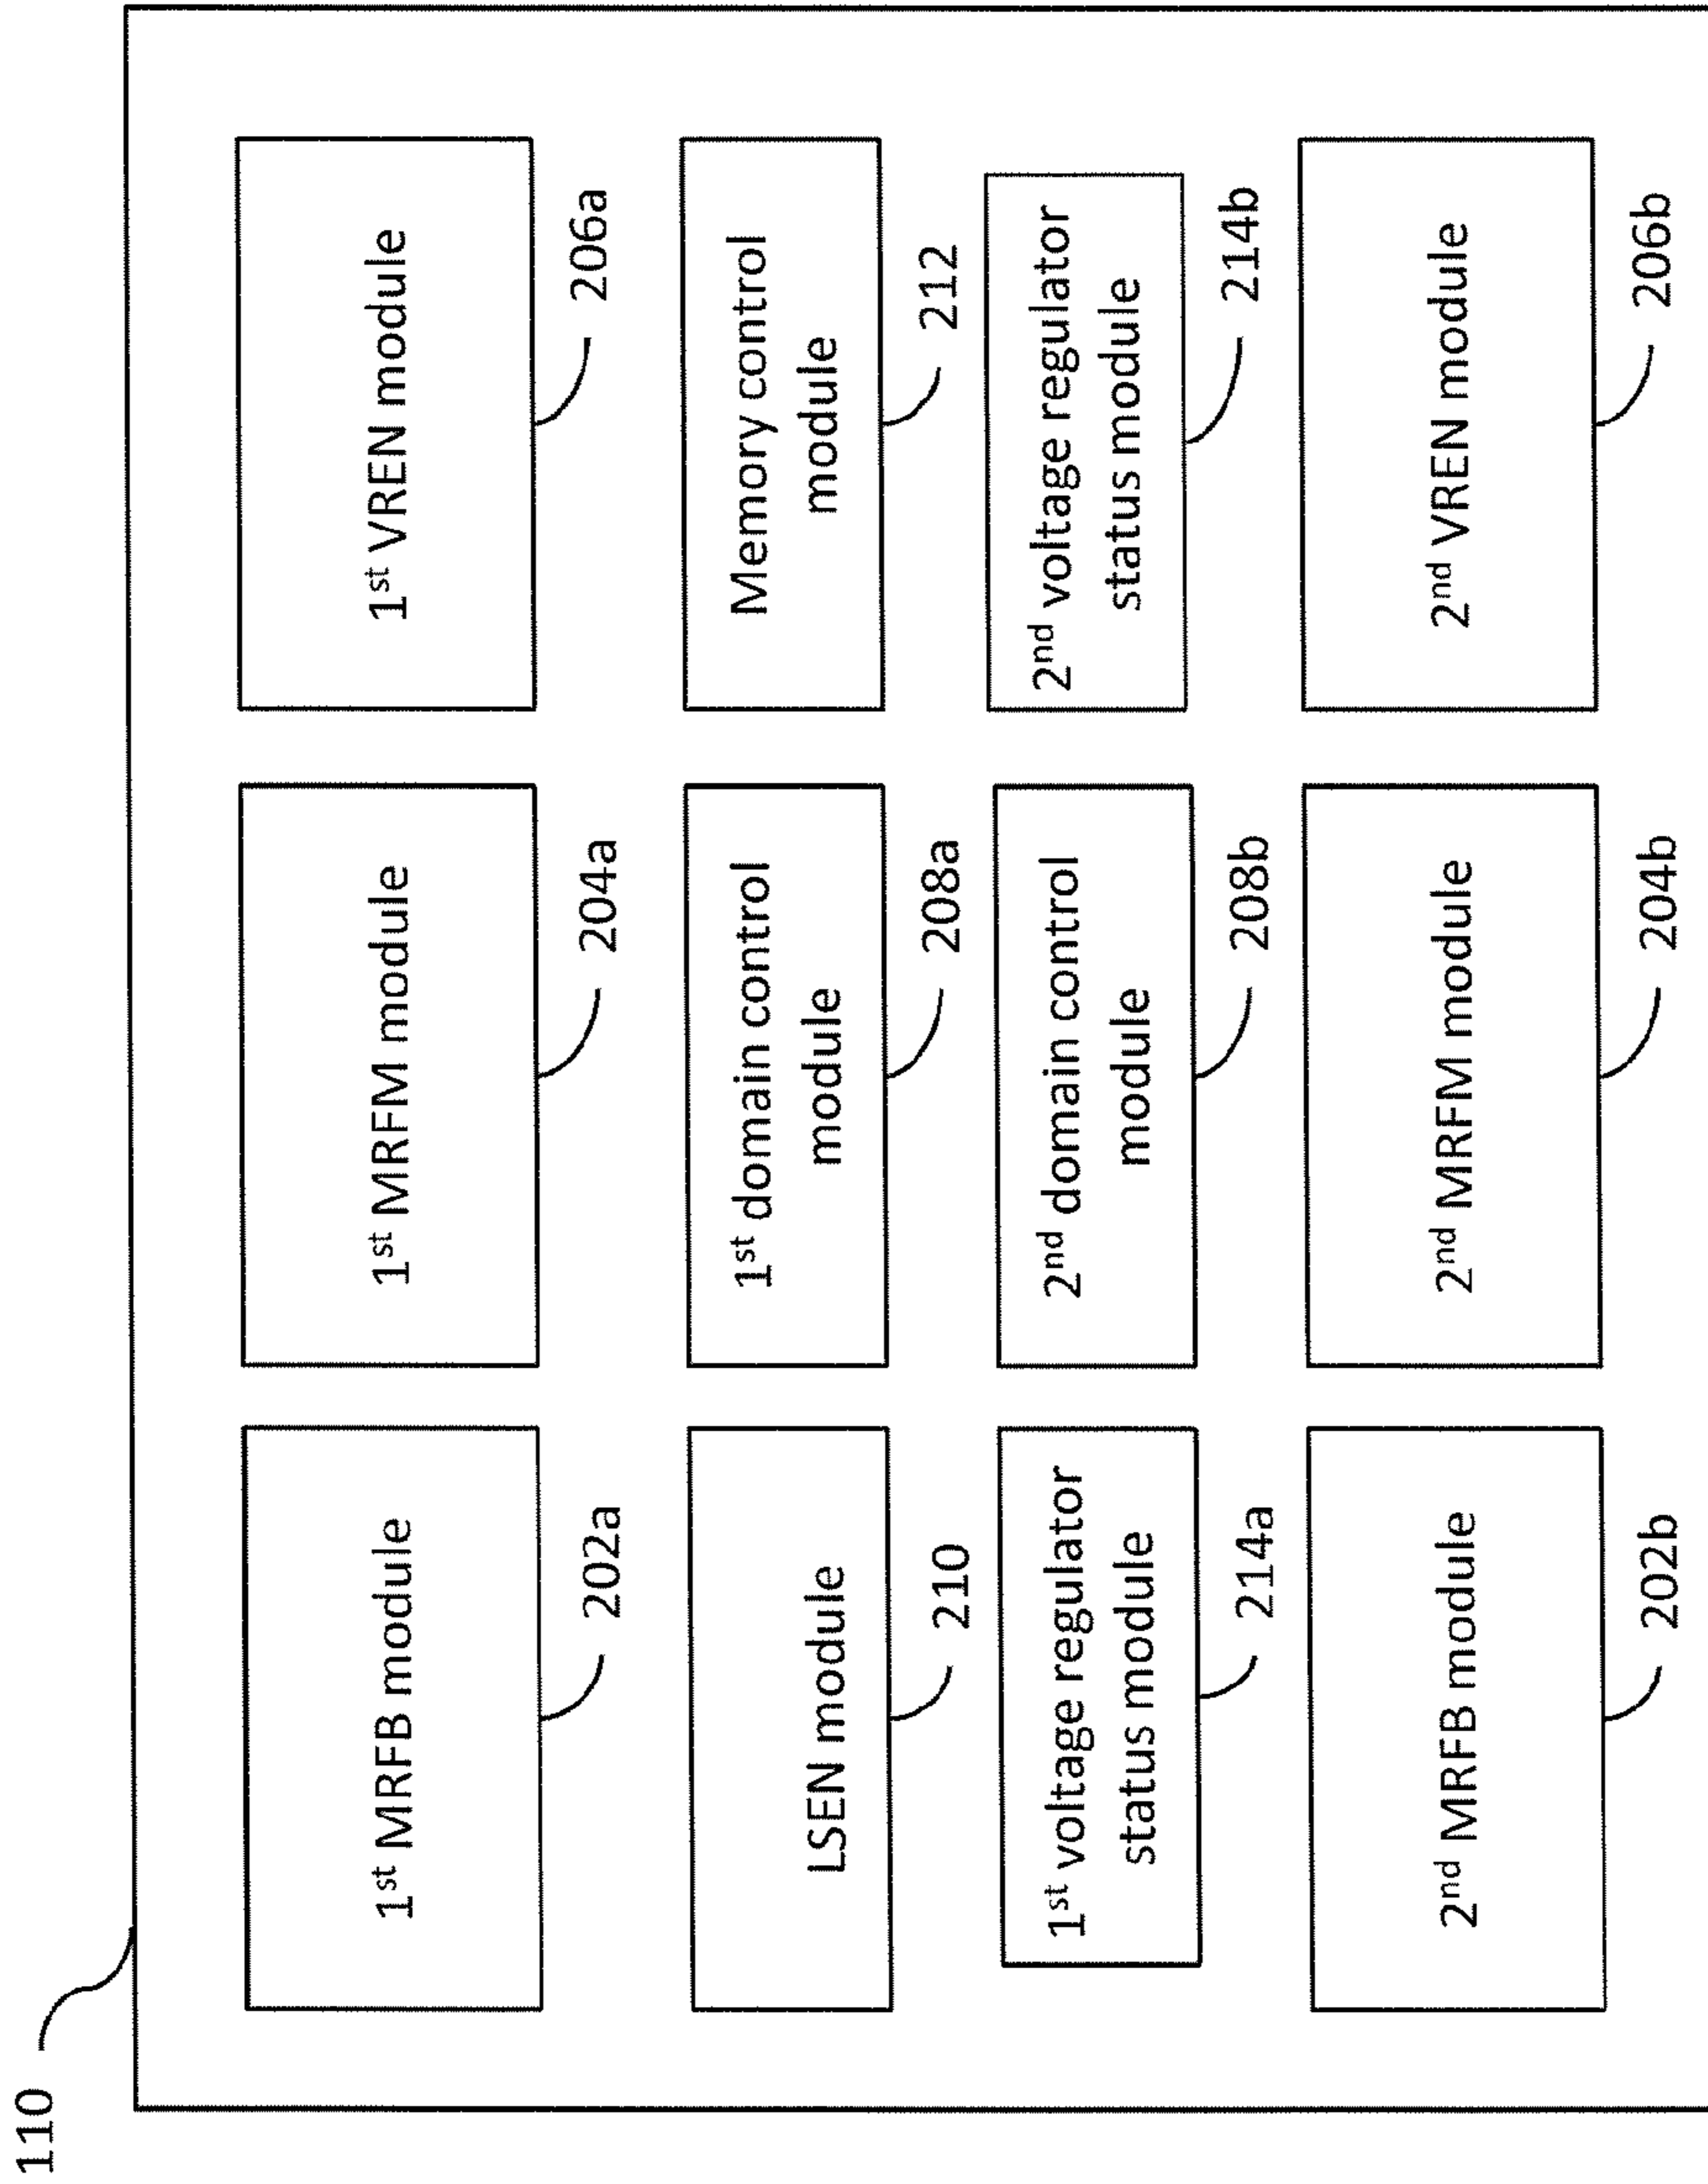 110
1st MRFB module
202a
1st MRFM module
204a
1st VREN module
206a
LSEN module
210
1st domain control
module
208a
Memory control
module
212
1st voltage regulator
status module
214a
2nd domain control
module
208b
2nd voltage regulator
status module
214b
2nd MRFB module
202b
2nd MRFM module
204b
2nd VREN module
206b